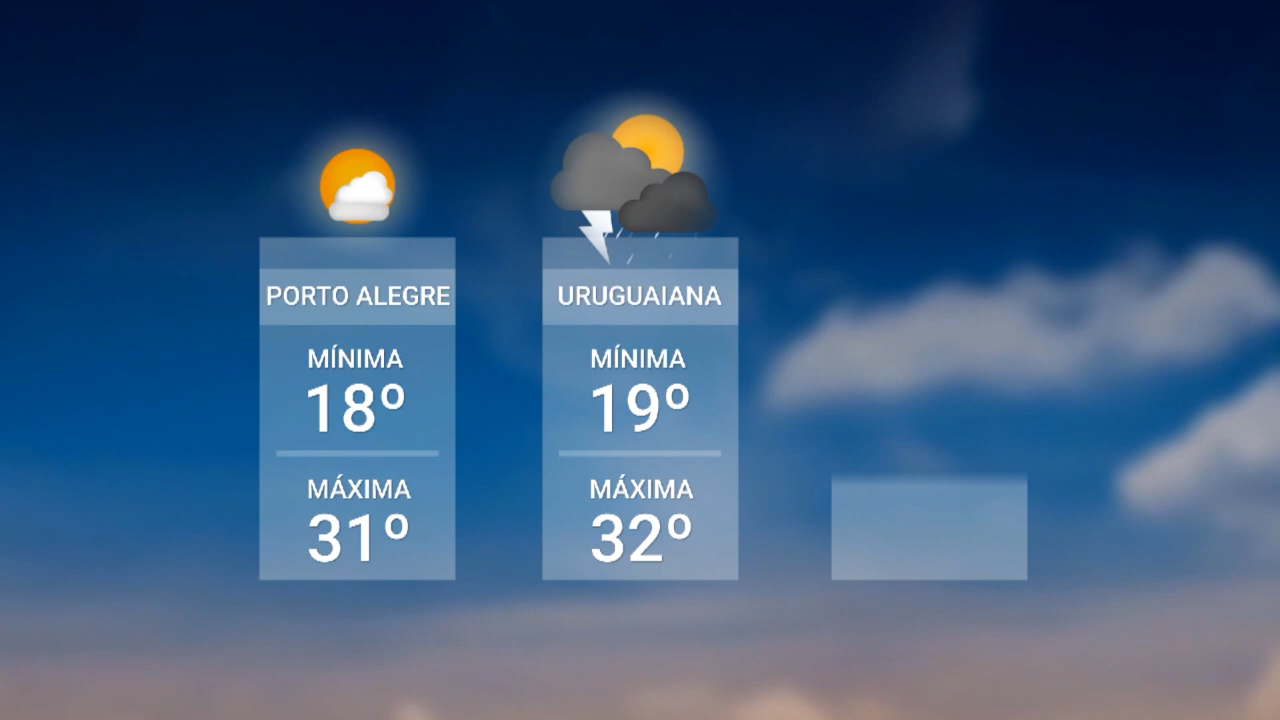 PORTO ALEGRE
MÍNIMA
18º
MÁXIMA
31º
URUGUAIANA
MÍNIMA
19º
MÁXIMA
32º